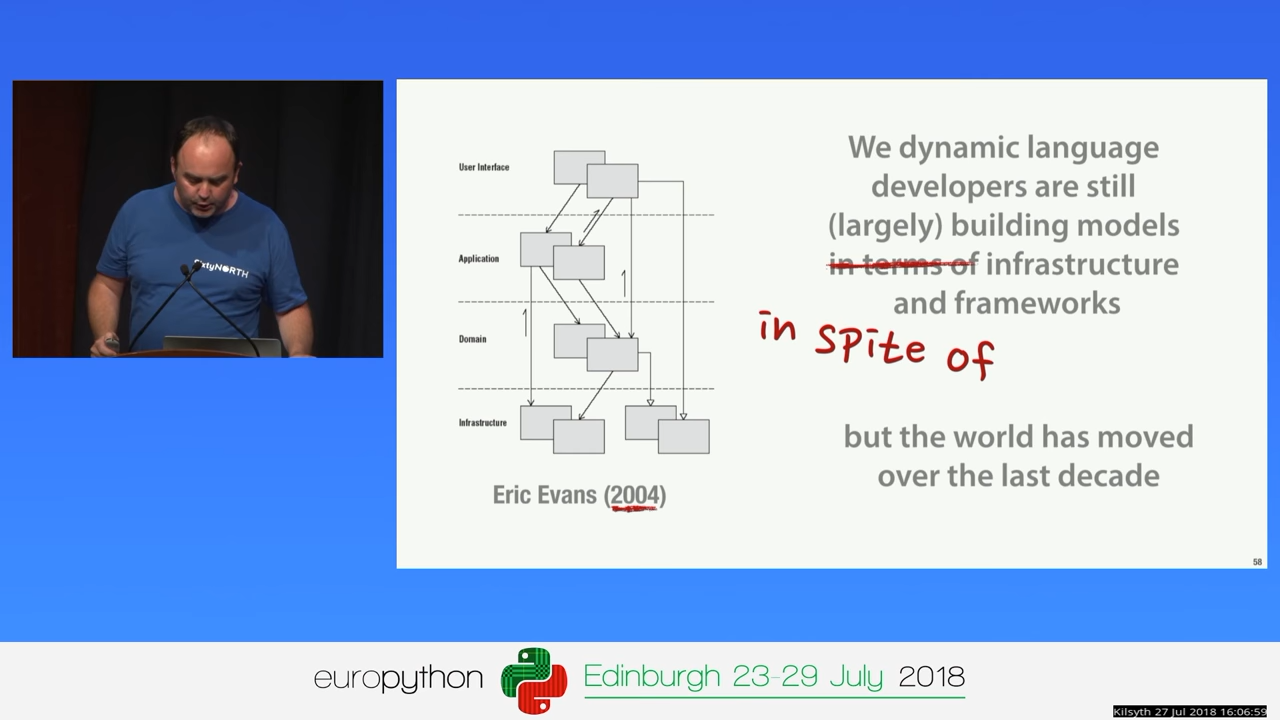 SixtyNORTH
User Interface
Application
Domain
Infrastructure
Eric Evans (2004)
We dynamic language
developers are still
(largely) building models
in terms of infrastructure
and frameworks
in spite of
but the world has moved
over the last decade
58
europython
Edinburgh 23-29 July 2018
Kilsyth 27 Jul 2018 16:06:59